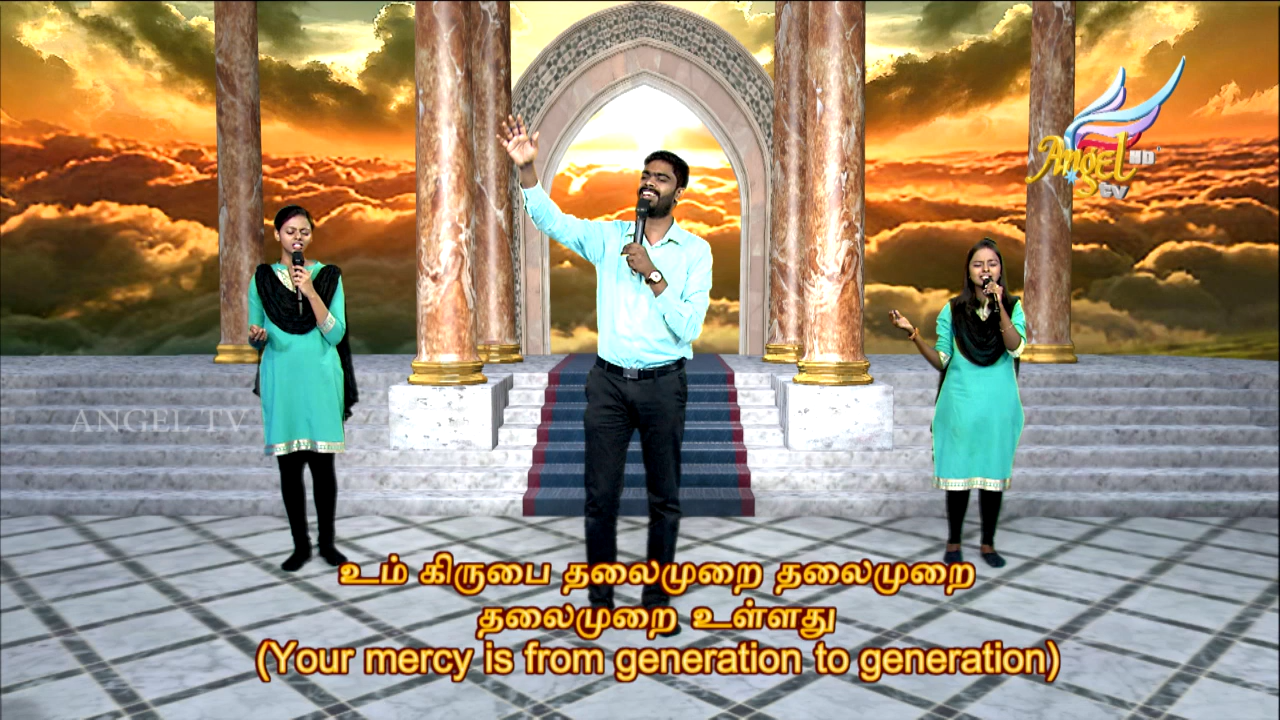 Angel HD
tv
ANGEL TV
உம் கிருபை தலைமுறை தலைமுறை
தலைமுறை உள்ளது
(Your mercy is from generation to generation)